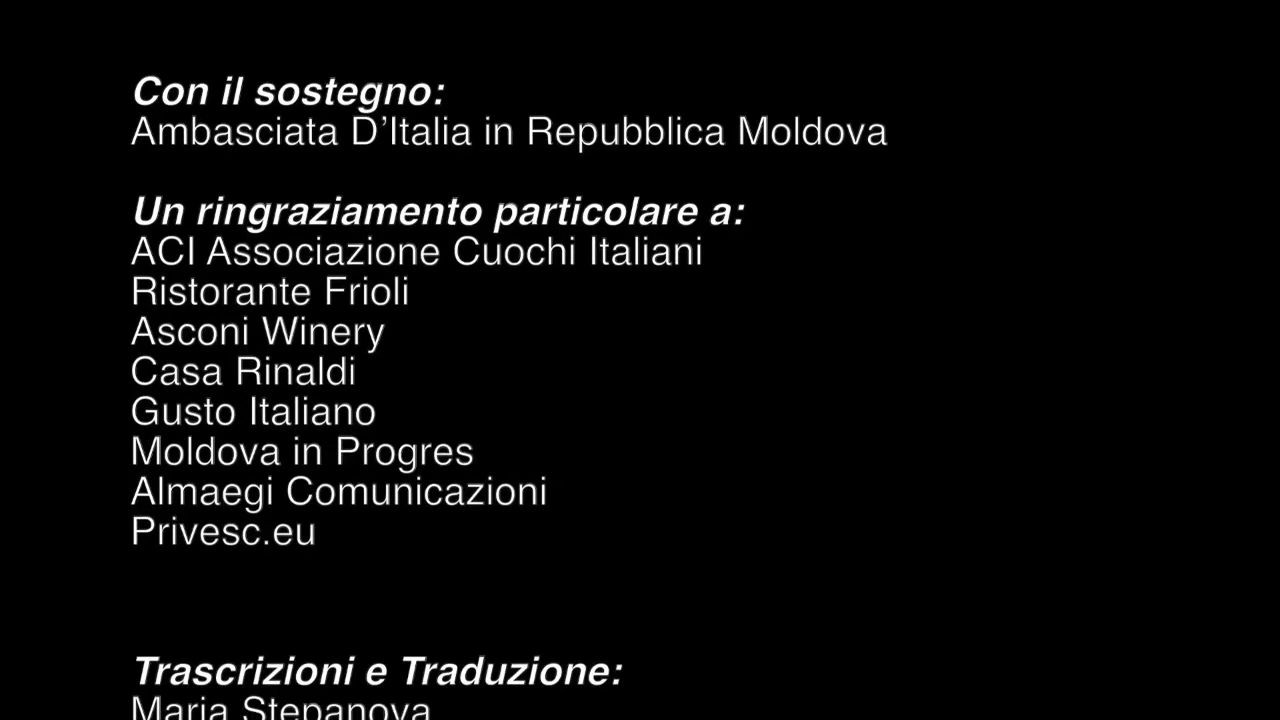 Con il sostegno:
Ambasciata D’Italia in Repubblica Moldova
Un ringraziamento particolare a:
ACI Associazione Cuochi Italiani
Ristorante Frioli
Asconi Winery
Casa Rinaldi
Gusto Italiano
Moldova in Progres
Almaegi Comunicazioni
Privesc.eu
Trascrizioni e Traduzione:
Maria Stepanova